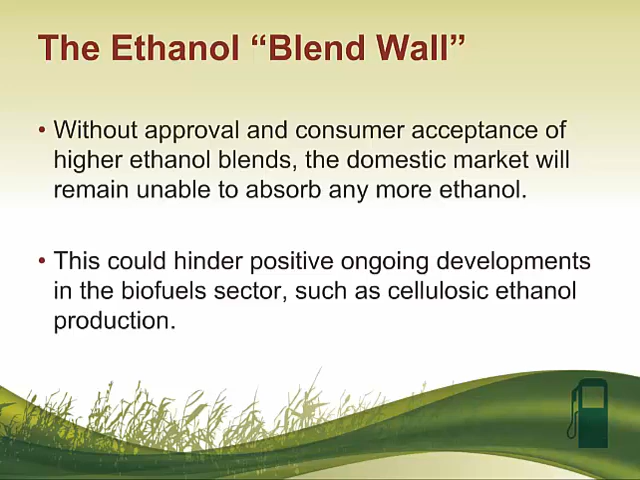 The Ethanol “Blend Wall”
• Without approval and consumer acceptance of
higher ethanol blends, the domestic market will
remain unable to absorb any more ethanol.
• This could hinder positive ongoing developments
in the biofuels sector, such as cellulosic ethanol
production.